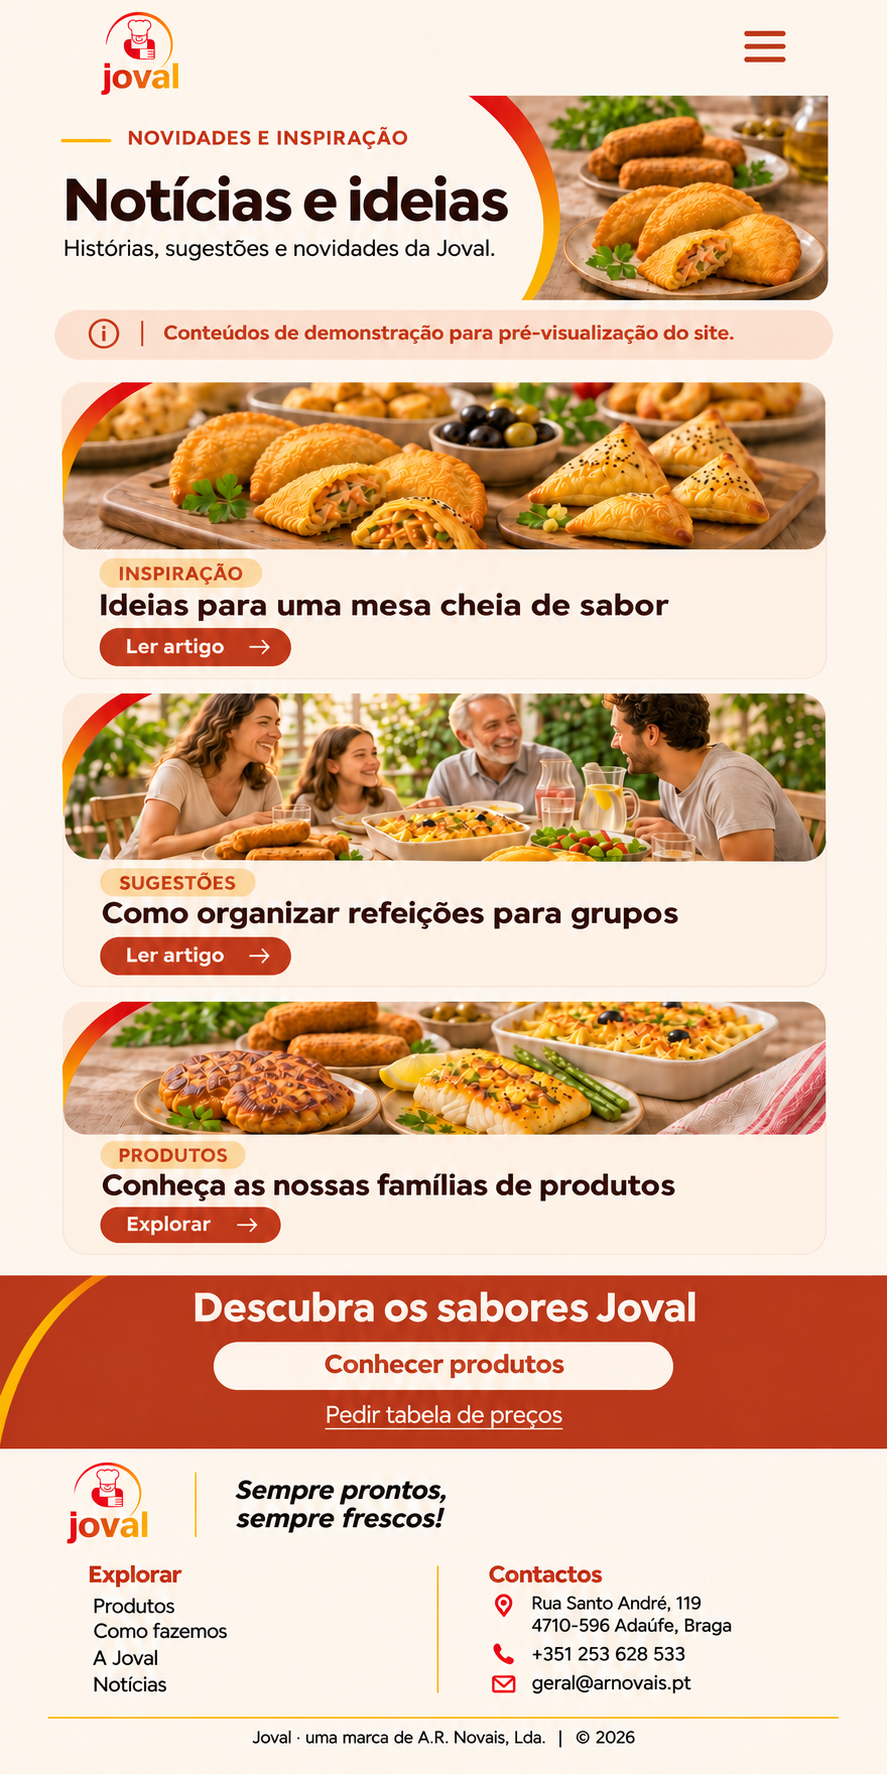 joval
NOVIDADES E INSPIRAÇÃO
Notícias e ideias
Histórias, sugestões e novidades da Joval.
Conteúdos de demonstração para pré-visualização do site.
INSPIRAÇÃO
Ideias para uma mesa cheia de sabor
Ler artigo →
SUGESTÕES
Como organizar refeições para grupos
Ler artigo →
PRODUTOS
Conheça as nossas famílias de produtos
Explorar →
Descubra os sabores Joval
Conhecer produtos
Pedir tabela de preços
joval
Sempre prontos,
sempre frescos!
Explorar
Produtos
Como fazemos
A Joval
Notícias
Contactos
Rua Santo André, 119
4710-596 Adaúfe, Braga
+351 253 628 533
geral@arnovais.pt
Joval · uma marca de A.R. Novais, Lda. | © 2026